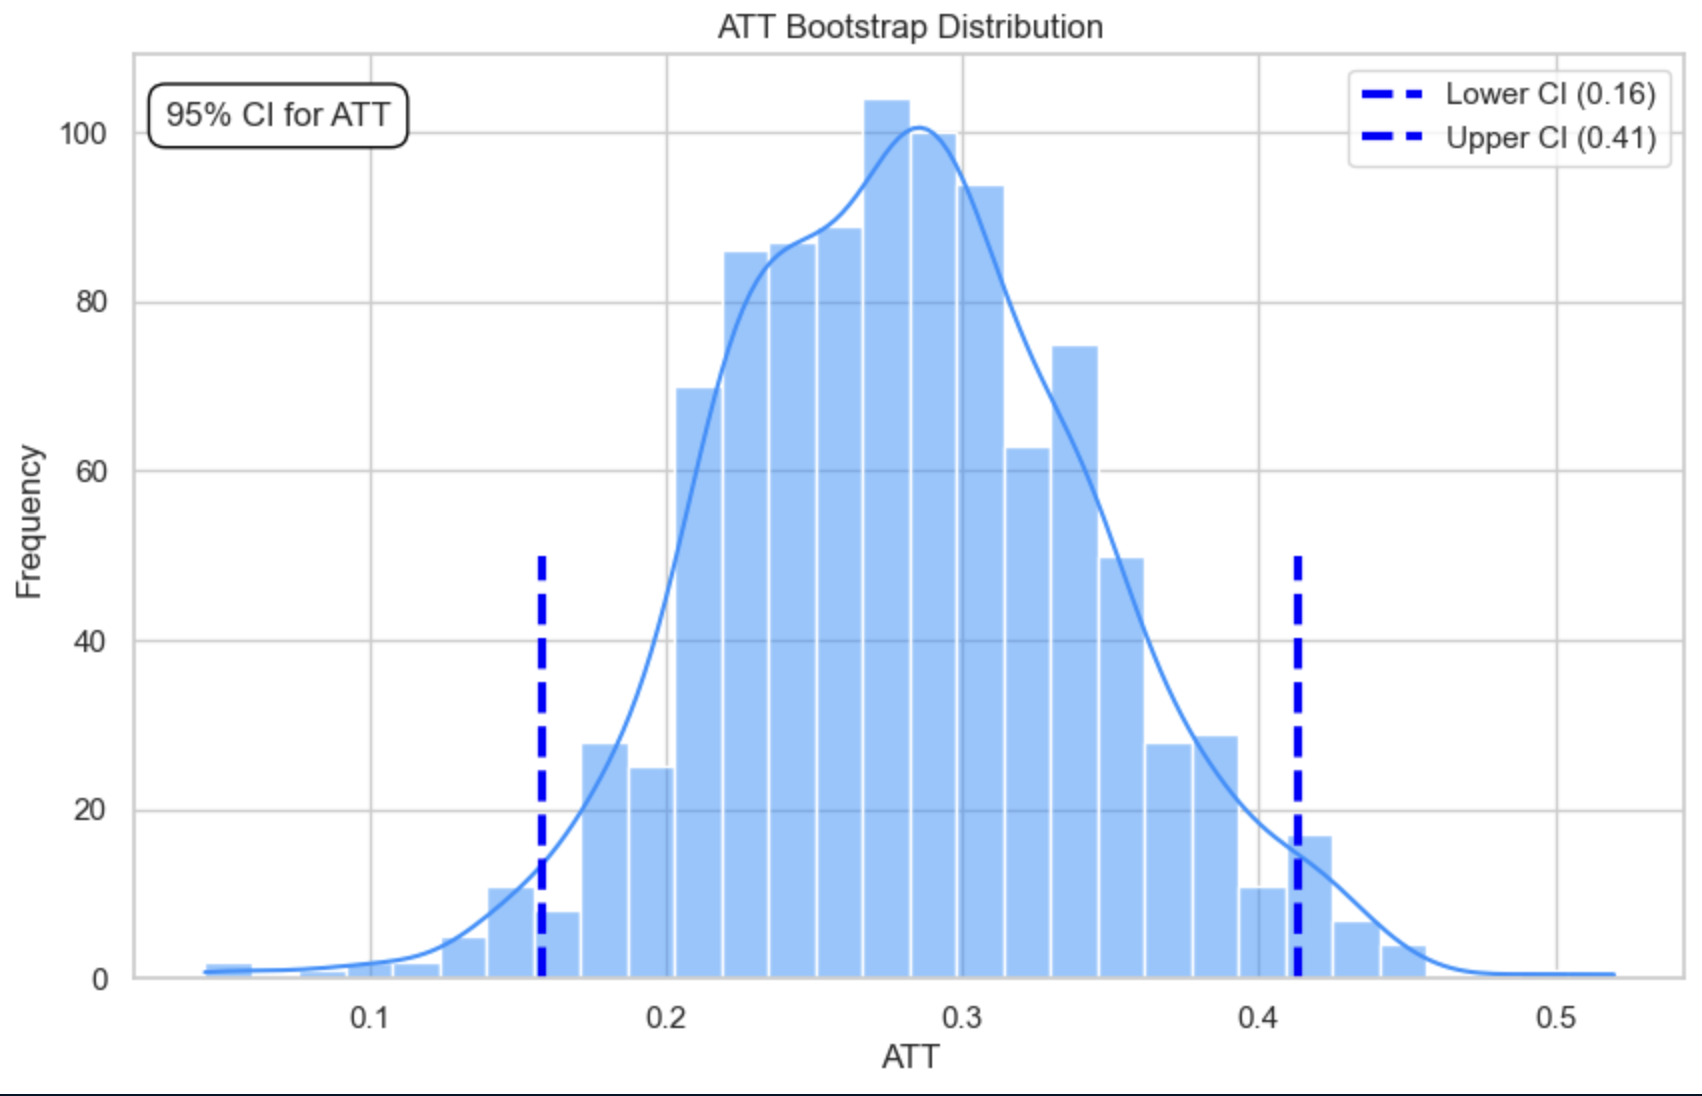 ATT Bootstrap Distribution
95% CI for ATT
Lower CI (0.16)
Upper CI (0.41)
Frequency
100
80
60
40
20
0
0.1
0.2
0.3
0.4
0.5
ATT